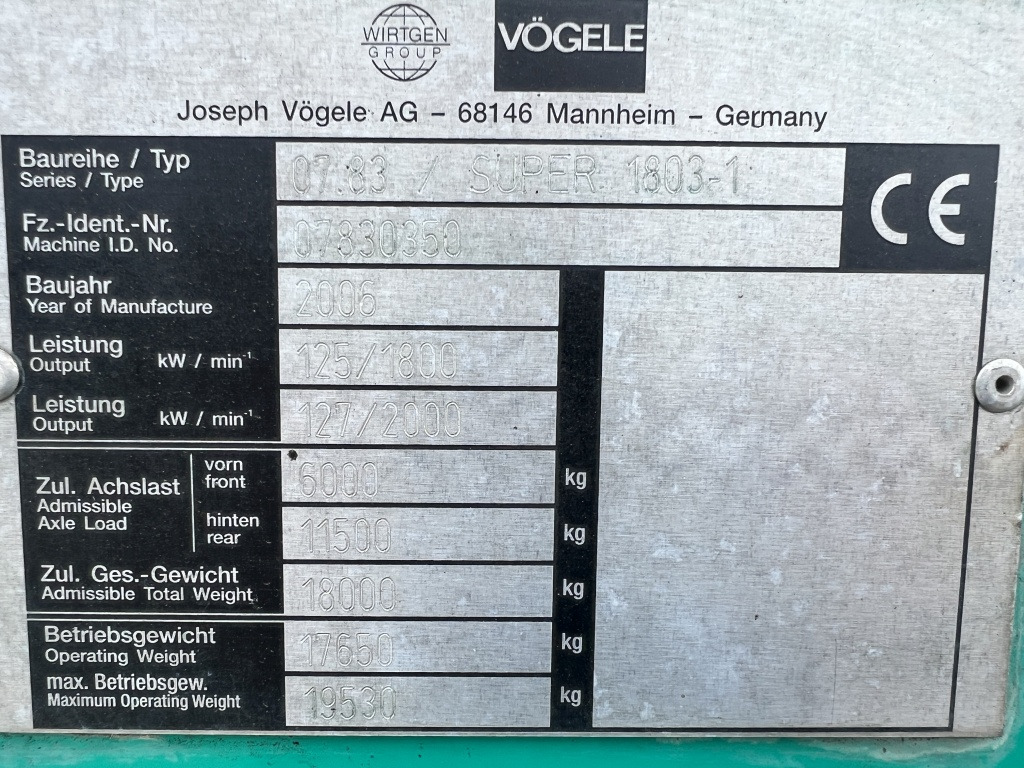 WIRTGEN
GROUP
VÖGELE
Joseph Vögele AG – 68146 Mannheim – Germany
Baureihe / Typ
Series / Type
07.83 / SUPER 1803-1
CE
Fz.-Ident.-Nr.
Machine I.D. No.
07830350
Baujahr
Year of Manufacture
2006
Leistung
Output kW / min⁻¹
125/1800
Leistung
Output kW / min⁻¹
127/2000
Zul. Achslast
Admissible
Axle Load
vorn
front
6000 kg
hinten
rear
11500 kg
Zul. Ges.-Gewicht
Admissible Total Weight
18000 kg
Betriebsgewicht
Operating Weight
17650 kg
max. Betriebsgew.
Maximum Operating Weight
19530 kg